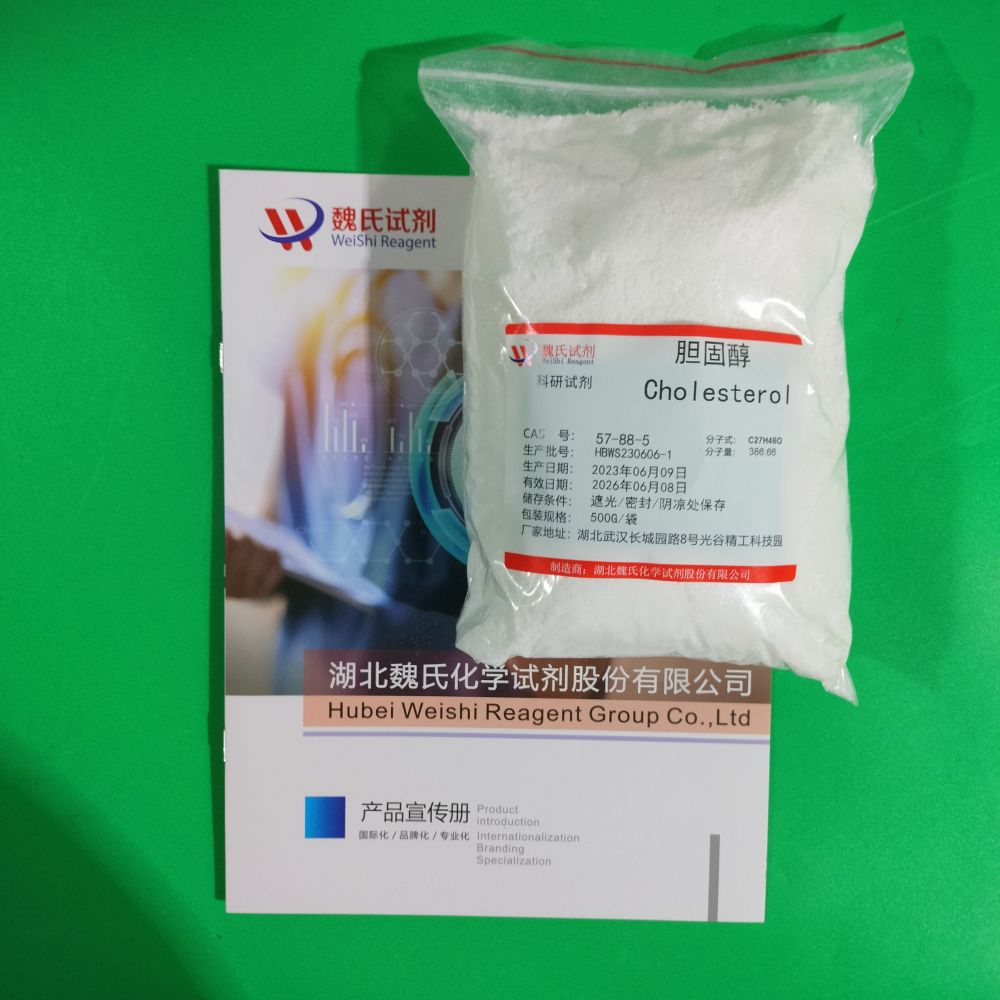 魏氏试剂
WeiShi Reagent
魏氏试剂
WeiShi Reagent
科研试剂
胆固醇
Cholesterol
CAS 号: 57-88-5
分子式: C27H46O
生产批号: HBWS230606-1
分子量: 386.66
生产日期: 2023年06月09日
有效日期: 2026年06月08日
储存条件: 遮光/密封/阴凉处保存
包装规格: 500G/袋
厂家地址: 湖北武汉长城园路8号光谷精工科技园
制造商: 湖北魏氏化学试剂股份有限公司
湖北魏氏化学试剂股份有限公司
Hubei Weishi Reagent Group Co.,Ltd
产品宣传册
Product
introduction
国际化 / 品牌化 / 专业化
Internationalization
Branding
Specialization